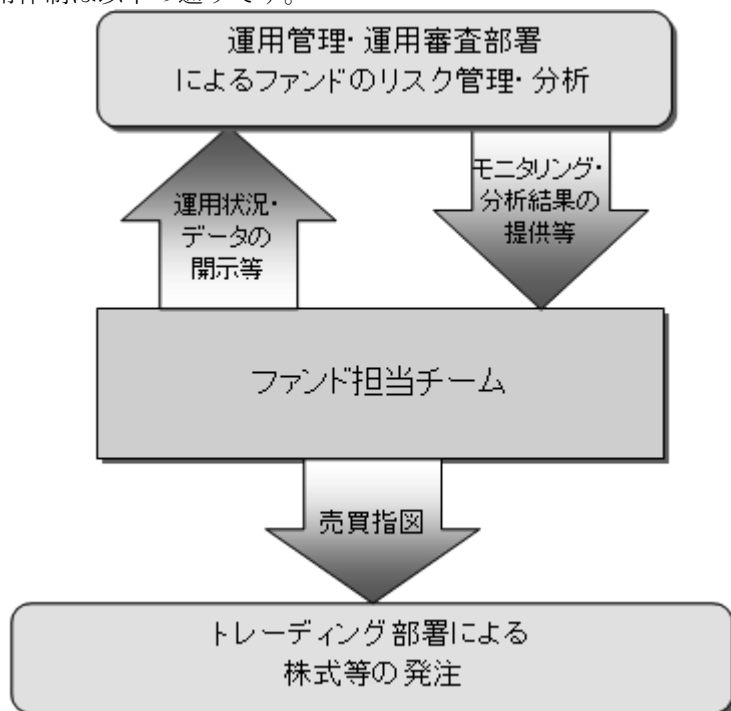 運用管理・運用審査部署
によるファンドのリスク管理・分析
運用状況・
データの
開示等
モニタリング・
分析結果の
提供等
ファンド担当チーム
売買指図
トレーディング部署による
株式等の発注